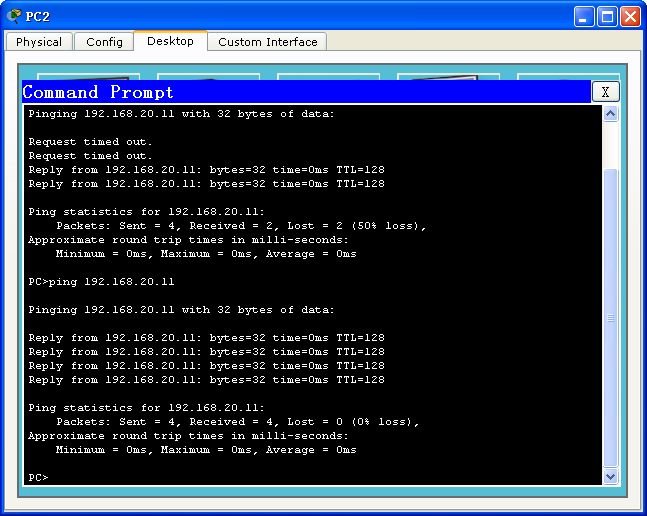 PC2
Physical Config Desktop Custom Interface
Command Prompt X
Pinging 192.168.20.11 with 32 bytes of data:
Request timed out.
Request timed out.
Reply from 192.168.20.11: bytes=32 time=0ms TTL=128
Reply from 192.168.20.11: bytes=32 time=0ms TTL=128
Ping statistics for 192.168.20.11:
Packets: Sent = 4, Received = 2, Lost = 2 (50% loss),
Approximate round trip times in milli-seconds:
Minimum = 0ms, Maximum = 0ms, Average = 0ms
PC>ping 192.168.20.11
Pinging 192.168.20.11 with 32 bytes of data:
Reply from 192.168.20.11: bytes=32 time=0ms TTL=128
Reply from 192.168.20.11: bytes=32 time=0ms TTL=128
Reply from 192.168.20.11: bytes=32 time=0ms TTL=128
Reply from 192.168.20.11: bytes=32 time=0ms TTL=128
Ping statistics for 192.168.20.11:
Packets: Sent = 4, Received = 4, Lost = 0 (0% loss),
Approximate round trip times in milli-seconds:
Minimum = 0ms, Maximum = 0ms, Average = 0ms
PC>